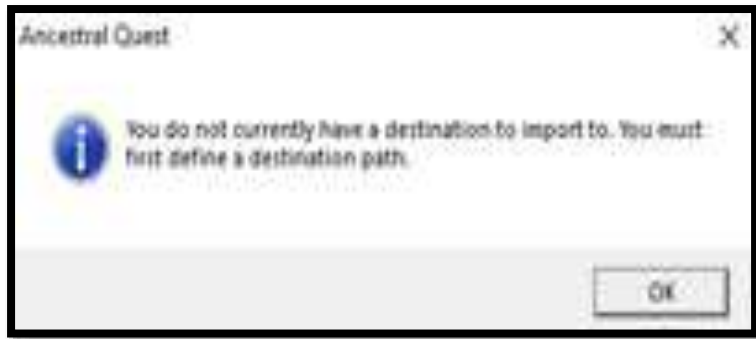 Ancestral Quest
You do not currently have a destination to import to. You must
first define a destination path.
OK